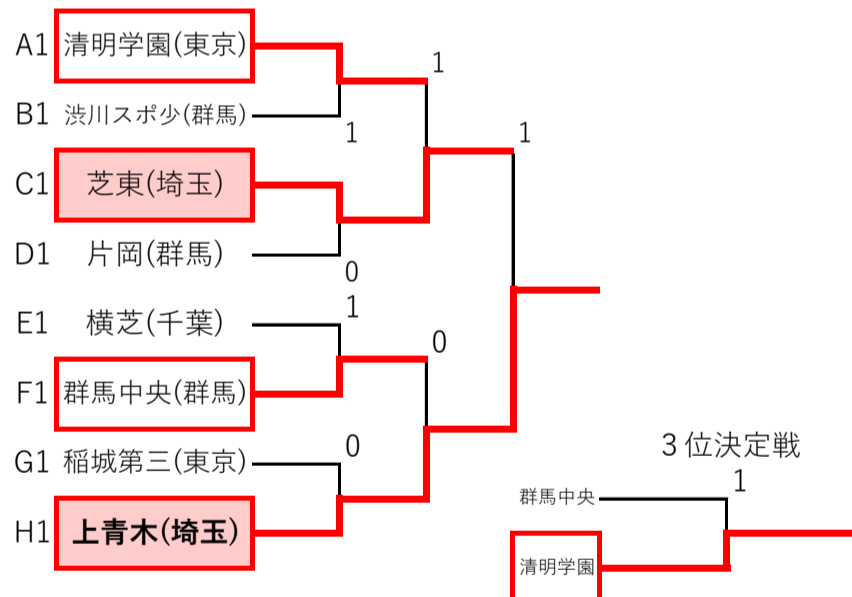 A1 清明学園(東京)
1
B1 渋川スポ少(群馬)
1
1
C1 芝東(埼玉)
D1 片岡(群馬)
0
E1 横芝(千葉)
1
0
F1 群馬中央(群馬)
G1 稲城第三(東京)
0
H1 上青木(埼玉)
３位決定戦
群馬中央
1
清明学園